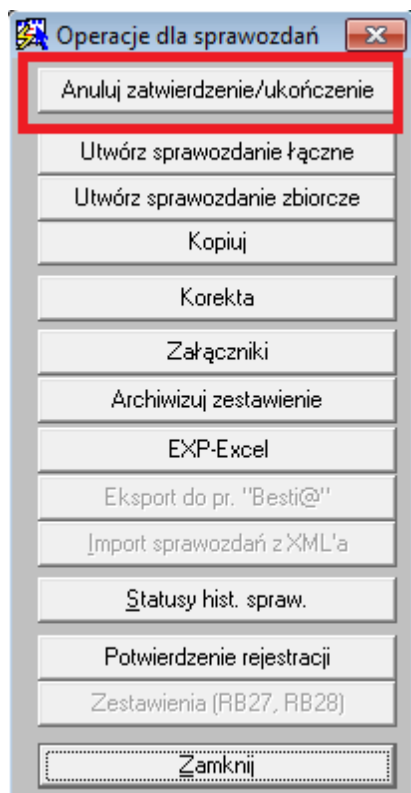 Operacje dla sprawozdań
Anuluj zatwierdzenie/ukończenie
Utwórz sprawozdanie łączne
Utwórz sprawozdanie zbiorcze
Kopiuj
Korekta
Załączniki
Archiwizuj zestawienie
EXP-Excel
Eksport do pr. "Besti@"
Import sprawozdań z XML'a
Statusy hist. spraw.
Potwierdzenie rejestracji
Zestawienia (RB27, RB28)
Zamknij